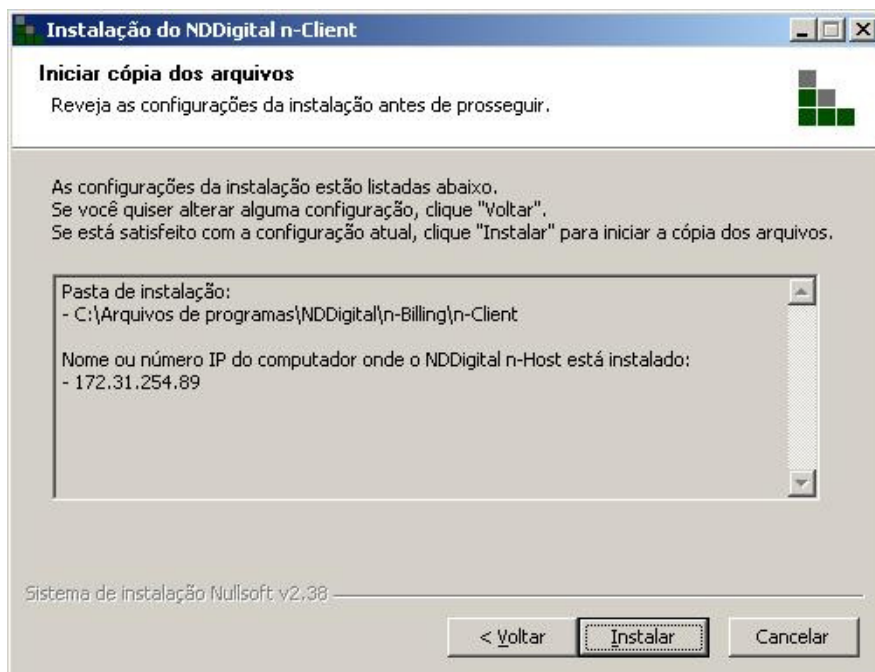 Instalação do NDDigital n-Client
Iniciar cópia dos arquivos
Reveja as configurações da instalação antes de prosseguir.
As configurações da instalação estão listadas abaixo.
Se você quiser alterar alguma configuração, clique "Voltar".
Se está satisfeito com a configuração atual, clique "Instalar" para iniciar a cópia dos arquivos.
Pasta de instalação:
- C:\Arquivos de programas\NDDigital\n-Billing\n-Client
Nome ou número IP do computador onde o NDDigital n-Host está instalado:
- 172.31.254.89
Sistema de instalação Nullsoft v2.38
< Voltar
Instalar
Cancelar